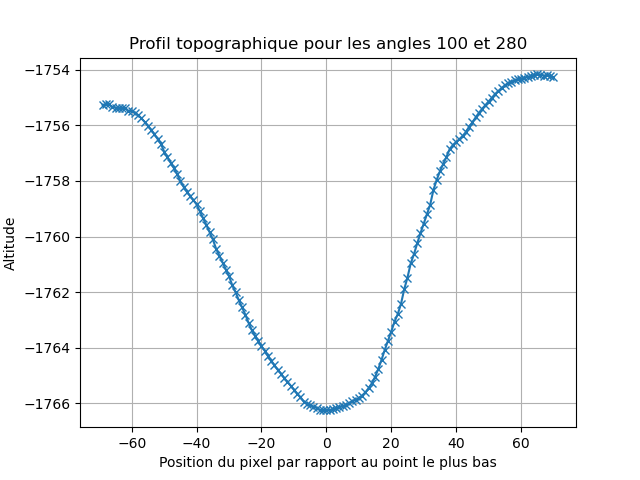 Profil topographique pour les angles 100 et 280
−1754
−1756
−1758
−1760
−1762
−1764
−1766
Altitude
−60 −40 −20 0 20 40 60
Position du pixel par rapport au point le plus bas